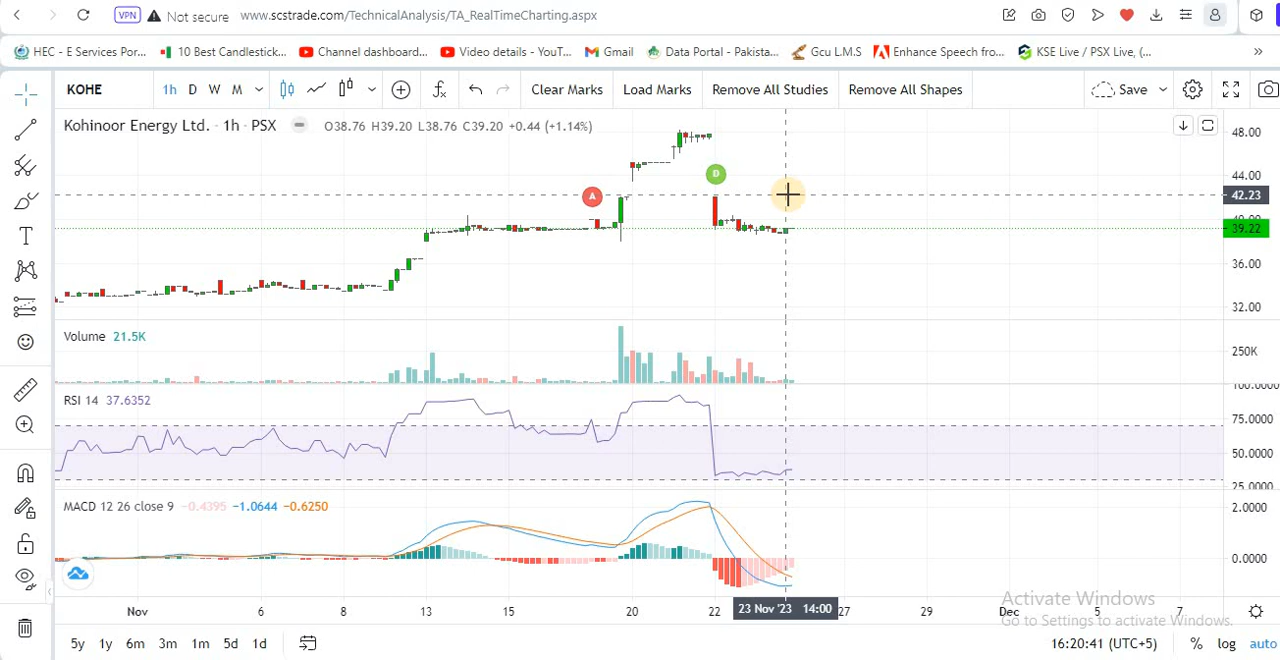 VPN Not secure www.scstrade.com/TechnicalAnalysis/TA_RealTimeCharting.aspx
HEC - E Services Por... 10 Best Candlestick... Channel dashboard... Video details - YouT... Gmail Data Portal - Pakista... Gcu L.M.S Enhance Speech fro... KSE Live / PSX Live, (... »
KOHE 1h D W M Clear Marks Load Marks Remove All Studies Remove All Shapes Save
Kohinoor Energy Ltd. · 1h · PSX O38.76 H39.20 L38.76 C39.20 +0.44 (+1.14%)
48.00
44.00
D
A
42.23
40.00
39.22
36.00
32.00
Volume 21.5K
250K
100.0000
RSI 14 37.6352
75.0000
50.0000
25.0000
MACD 12 26 close 9 −0.4395 −1.0644 −0.6250
2.0000
0.0000
Nov 6 8 13 15 20 22 23 Nov '23 14:00 27 29 Dec 5 7
Activate Windows
Go to Settings to activate Windows.
5y 1y 6m 3m 1m 5d 1d 16:20:41 (UTC+5) % log auto